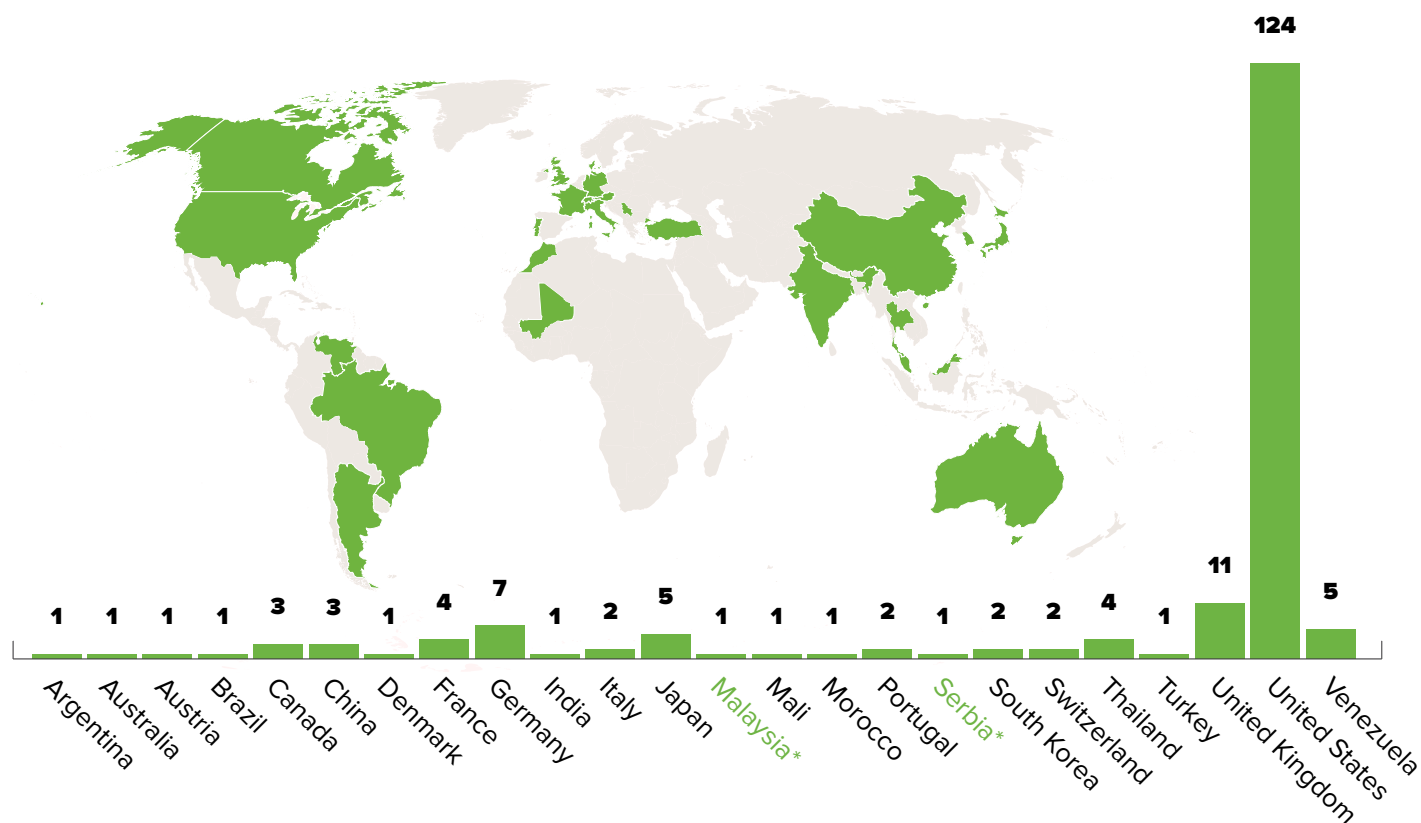 124
1
1
1
1
3
3
1
4
7
1
2
5
1
1
1
2
1
2
2
4
1
11
5
Argentina
Australia
Austria
Brazil
Canada
China
Denmark
France
Germany
India
Italy
Japan
Malaysia*
Mali
Morocco
Portugal
Serbia*
South Korea
Switzerland
Thailand
Turkey
United Kingdom
United States
Venezuela